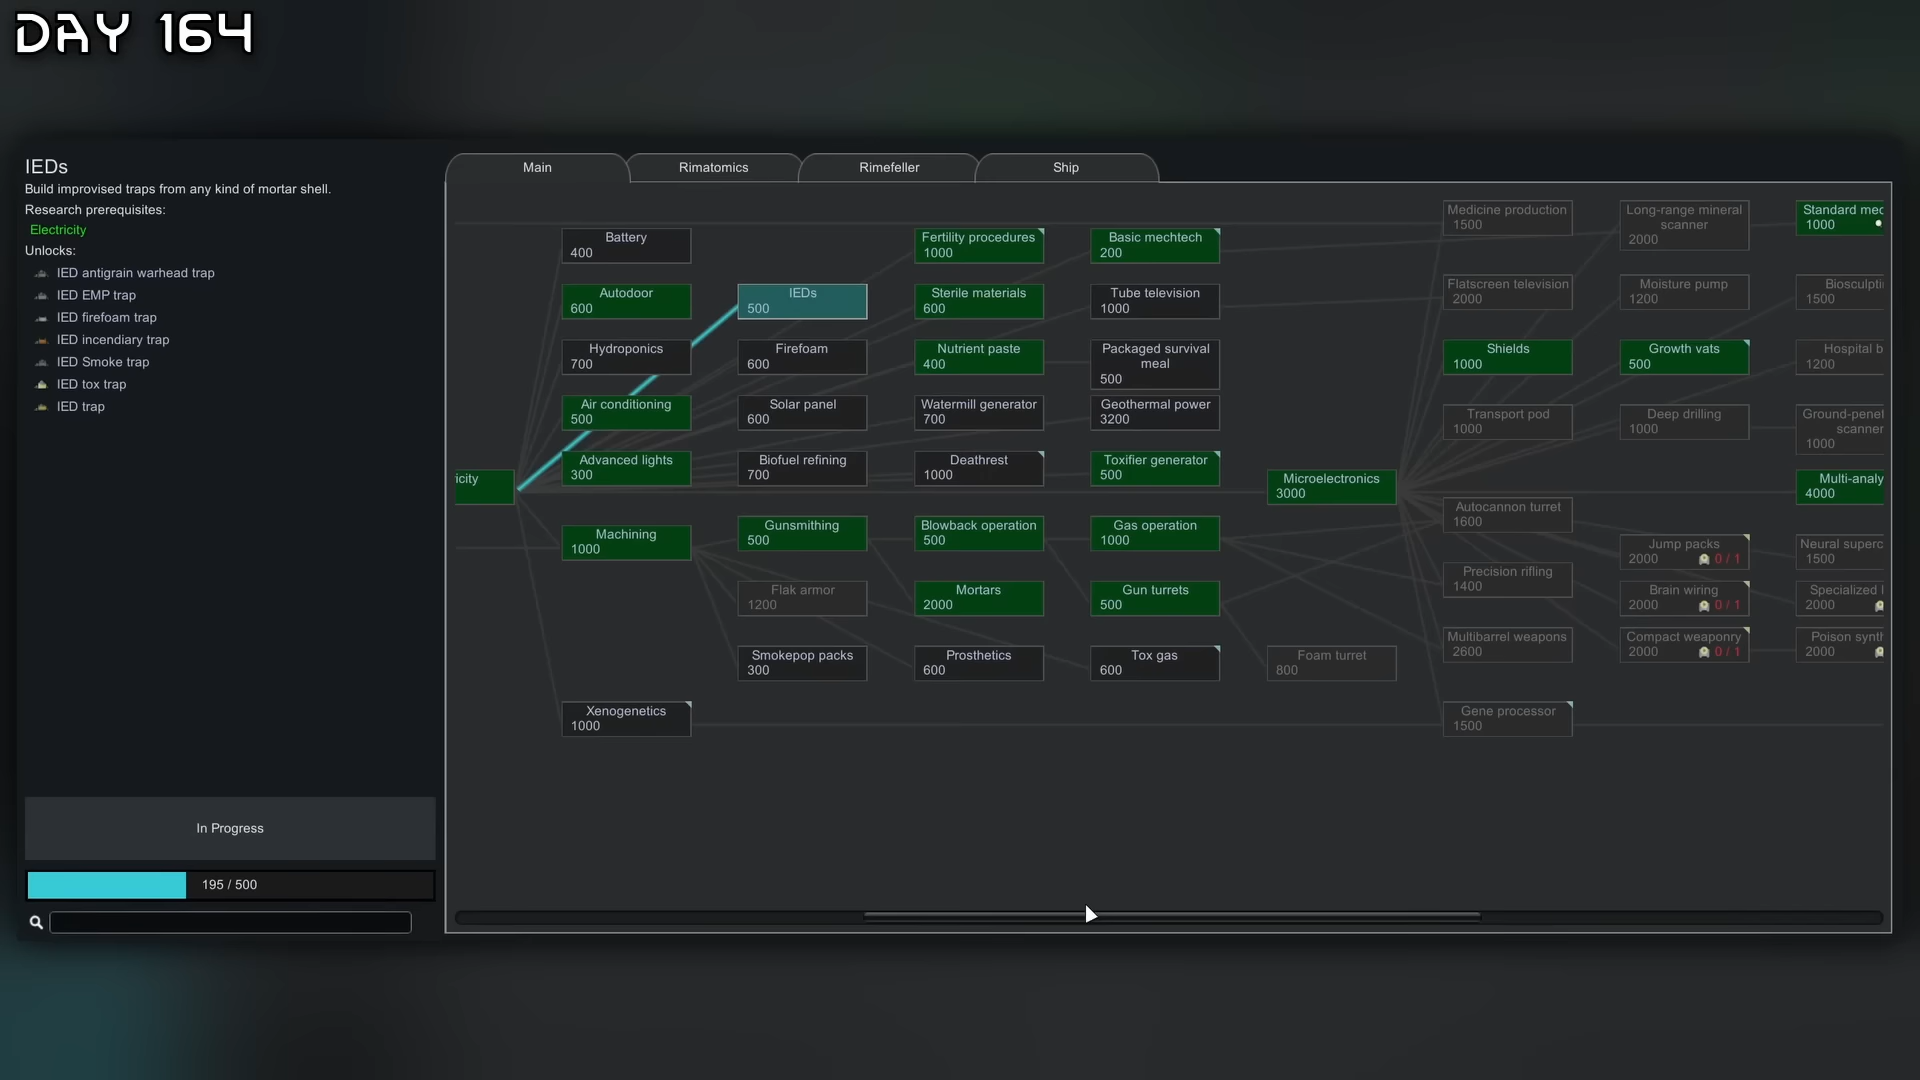 DAY 164
IEDs
Build improvised traps from any kind of mortar shell.
Research prerequisites:
Electricity
Unlocks:
IED antigrain warhead trap
IED EMP trap
IED firefoam trap
IED incendiary trap
IED Smoke trap
IED tox trap
IED trap
In Progress
195 / 500
Main
Rimatomics
Rimefeller
Ship
icity
Battery
400
Autodoor
600
Hydroponics
700
Air conditioning
500
Advanced lights
300
Machining
1000
Xenogenetics
1000
IEDs
500
Firefoam
600
Solar panel
600
Biofuel refining
700
Gunsmithing
500
Flak armor
1200
Smokepop packs
300
Fertility procedures
1000
Sterile materials
600
Nutrient paste
400
Watermill generator
700
Deathrest
1000
Blowback operation
500
Mortars
2000
Prosthetics
600
Basic mechtech
200
Tube television
1000
Packaged survival
meal
500
Geothermal power
3200
Toxifier generator
500
Gas operation
1000
Gun turrets
500
Tox gas
600
Microelectronics
3000
Foam turret
800
Medicine production
1500
Flatscreen television
2000
Shields
1000
Transport pod
1000
Autocannon turret
1600
Precision rifling
1400
Multibarrel weapons
2600
Gene processor
1500
Long-range mineral
scanner
2000
Moisture pump
1200
Growth vats
500
Deep drilling
1000
Jump packs
2000 0 / 1
Brain wiring
2000 0 / 1
Compact weaponry
2000 0 / 1
Standard mec
1000
Biosculpti
1500
Hospital b
1200
Ground-penet
scanner
1000
Multi-analy
4000
Neural superc
1500
Specialized l
2000
Poison synth
2000